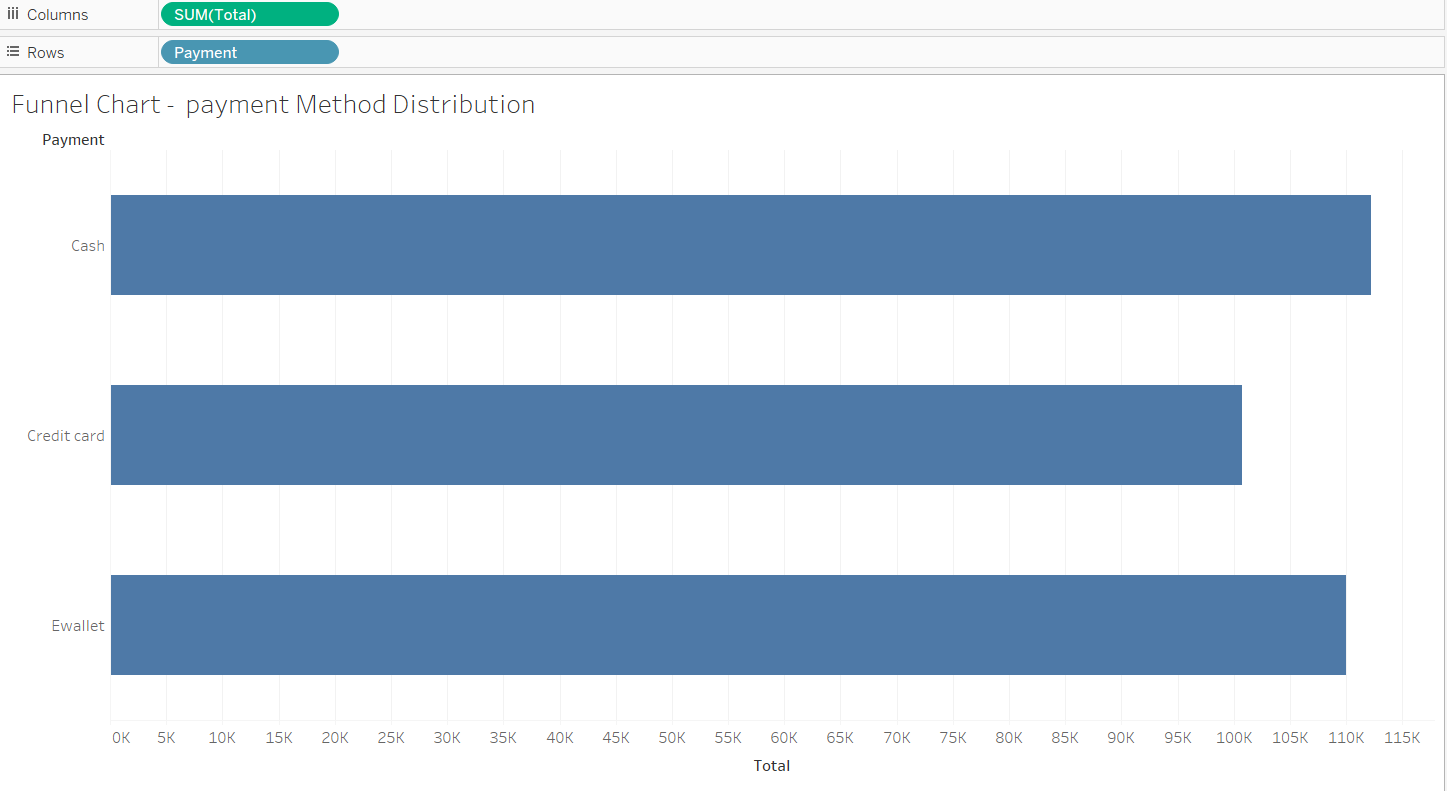 Columns SUM(Total)
Rows Payment
Funnel Chart - payment Method Distribution
Payment
Cash
Credit card
Ewallet
0K 5K 10K 15K 20K 25K 30K 35K 40K 45K 50K 55K 60K 65K 70K 75K 80K 85K 90K 95K 100K 105K 110K 115K
Total